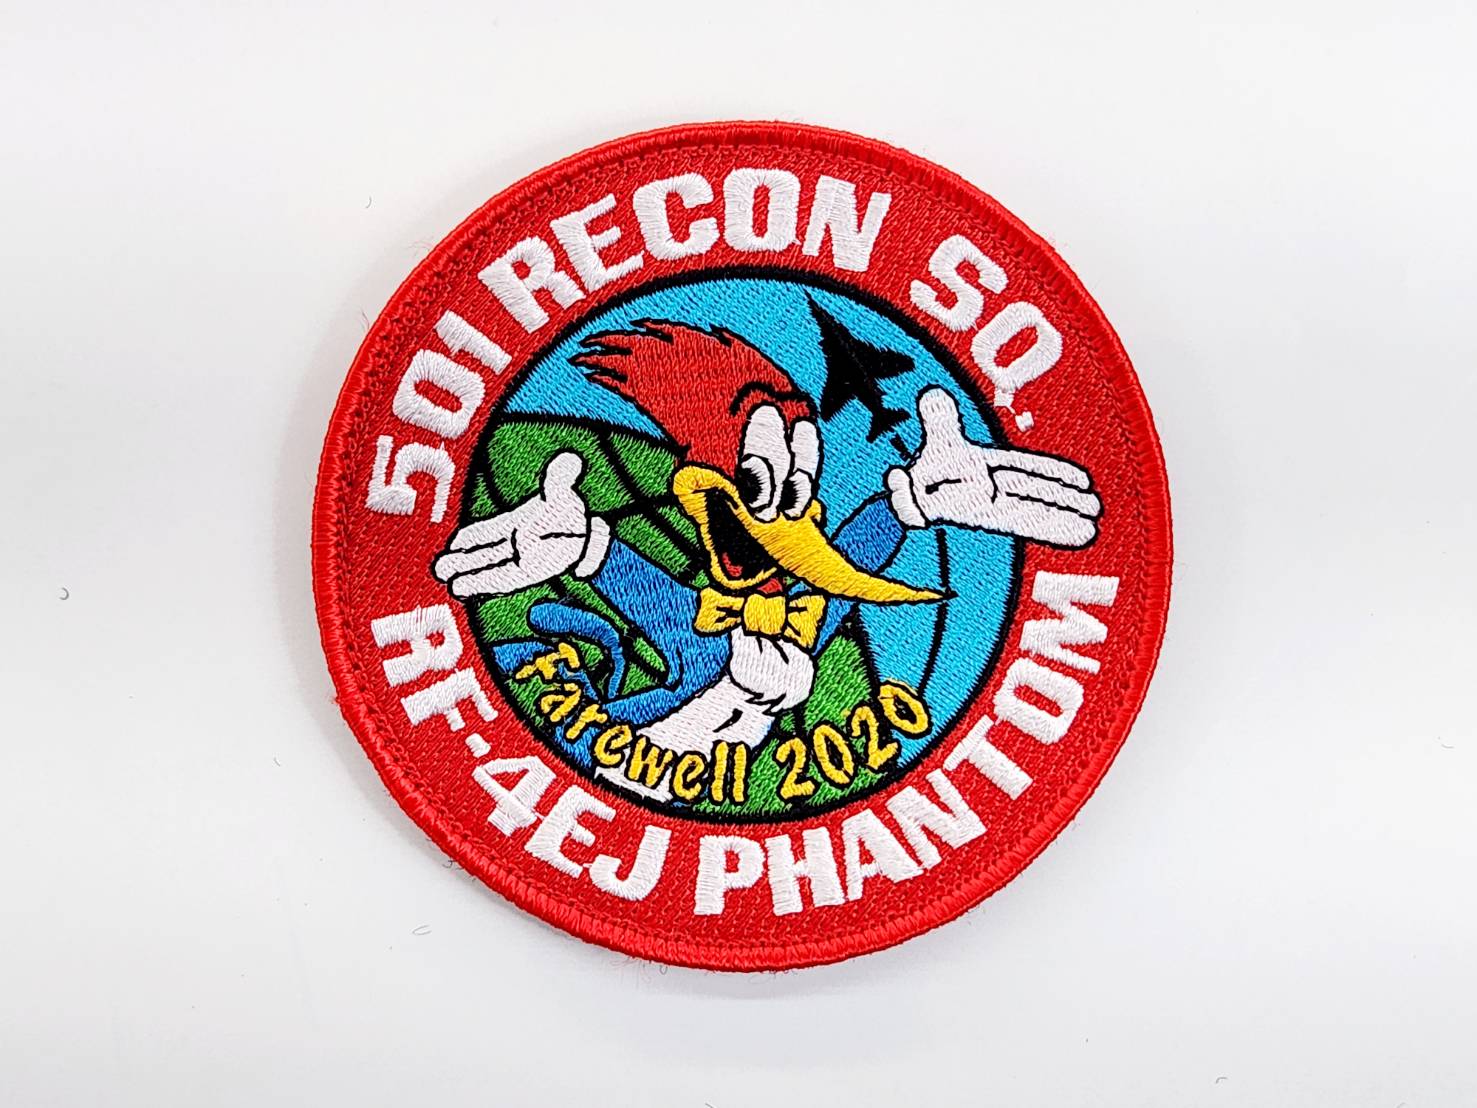 501 RECON SQ.
Farewell 2020
RF-4EJ PHANTOM